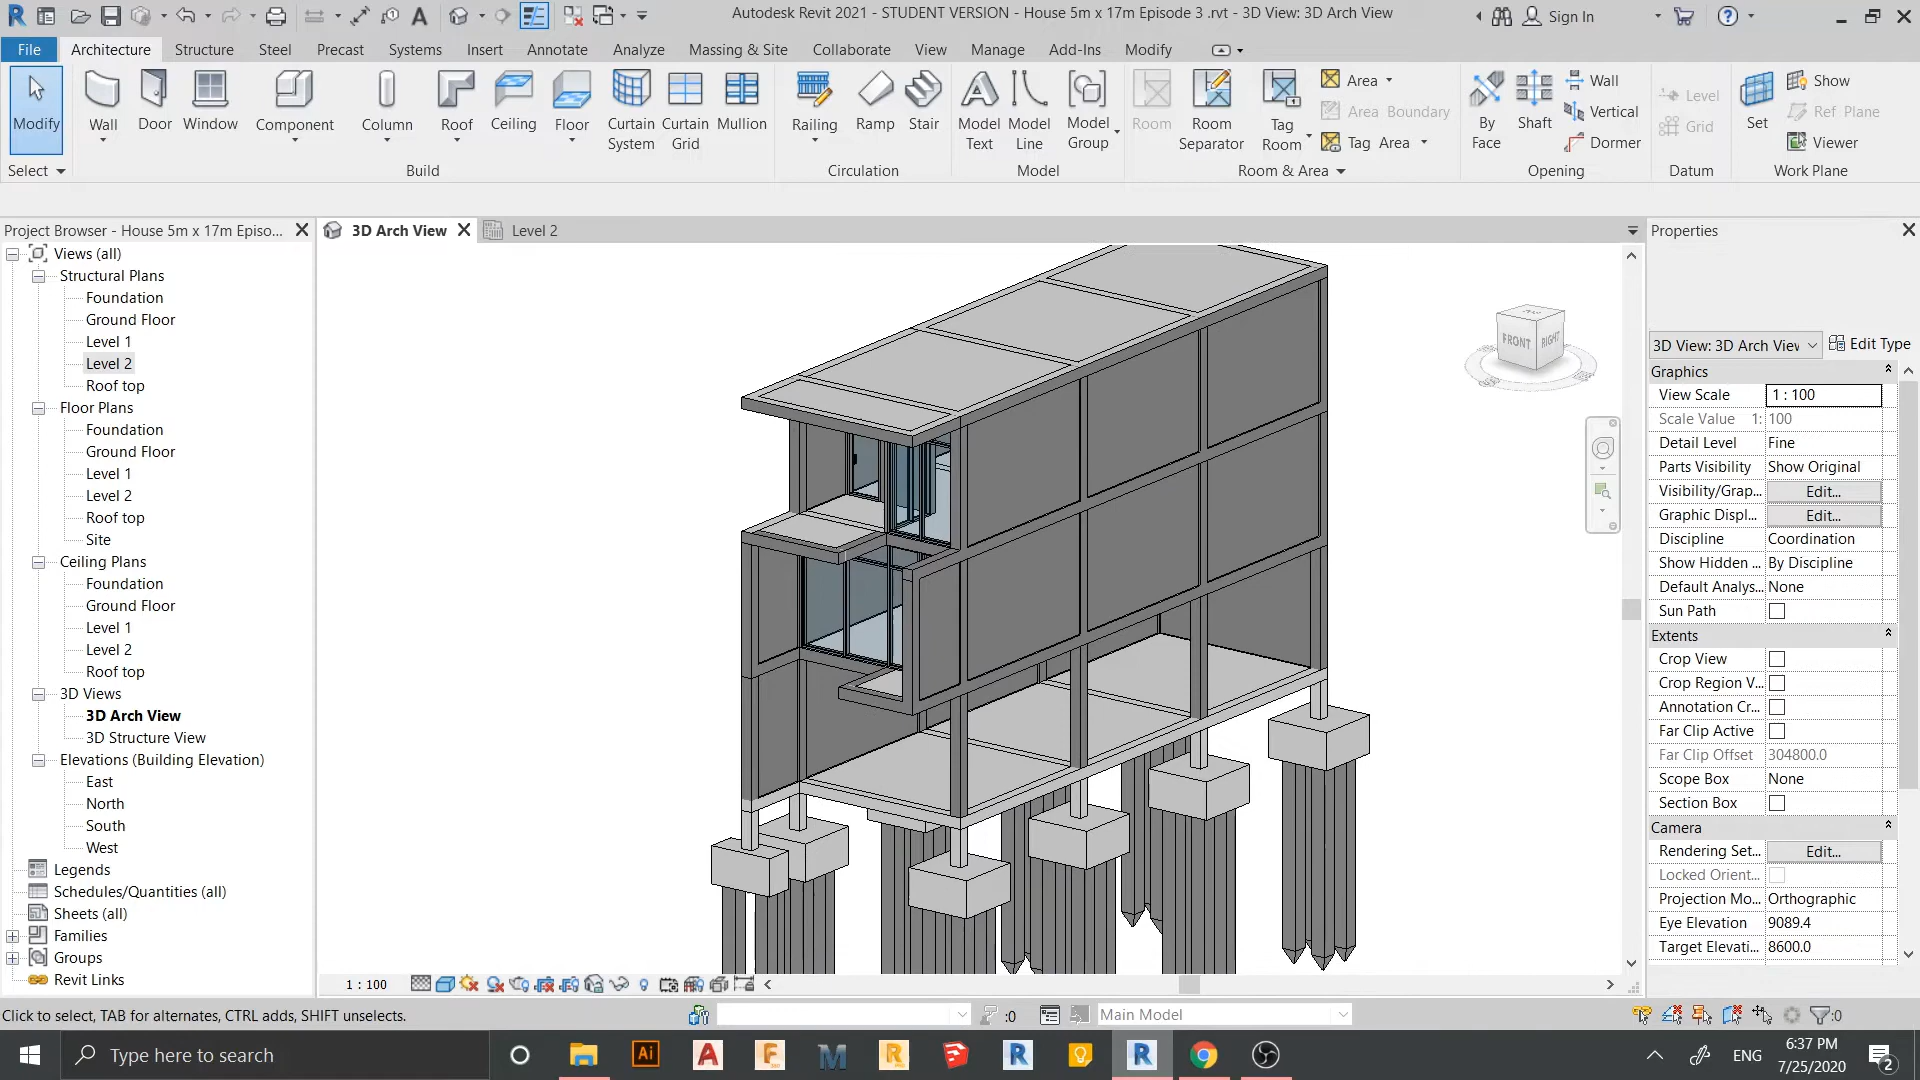 Autodesk Revit 2021 - STUDENT VERSION - House 5m x 17m Episode 3 .rvt - 3D View: 3D Arch View
Sign In
File Architecture Structure Steel Precast Systems Insert Annotate Analyze Massing & Site Collaborate View Manage Add-Ins Modify
Modify
Wall
Door
Window
Component
Column
Roof
Ceiling
Floor
Curtain System
Curtain Grid
Mullion
Railing
Ramp
Stair
Model Text
Model Line
Model Group
Room
Room Separator
Tag Room
Area
Area Boundary
Tag Area
By Face
Shaft
Wall
Vertical
Dormer
Level
Grid
Set
Show
Ref Plane
Viewer
Select
Build
Circulation
Model
Room & Area
Opening
Datum
Work Plane
Project Browser - House 5m x 17m Episo...
Views (all)
Structural Plans
Foundation
Ground Floor
Level 1
Level 2
Roof top
Floor Plans
Foundation
Ground Floor
Level 1
Level 2
Roof top
Site
Ceiling Plans
Foundation
Ground Floor
Level 1
Level 2
Roof top
3D Views
3D Arch View
3D Structure View
Elevations (Building Elevation)
East
North
South
West
Legends
Schedules/Quantities (all)
Sheets (all)
Families
Groups
Revit Links
3D Arch View
Level 2
FRONT
RIGHT
Properties
3D View: 3D Arch View
Edit Type
Graphics
View Scale 1 : 100
Scale Value 1: 100
Detail Level Fine
Parts Visibility Show Original
Visibility/Grap... Edit...
Graphic Displ... Edit...
Discipline Coordination
Show Hidden ... By Discipline
Default Analys... None
Sun Path
Extents
Crop View
Crop Region V...
Annotation Cr...
Far Clip Active
Far Clip Offset 304800.0
Scope Box None
Section Box
Camera
Rendering Set... Edit...
Locked Orient...
Projection Mo... Orthographic
Eye Elevation 9089.4
Target Elevati... 8600.0
1 : 100
Click to select, TAB for alternates, CTRL adds, SHIFT unselects.
:0
Main Model
:0
Type here to search
ENG
6:37 PM
7/25/2020
2